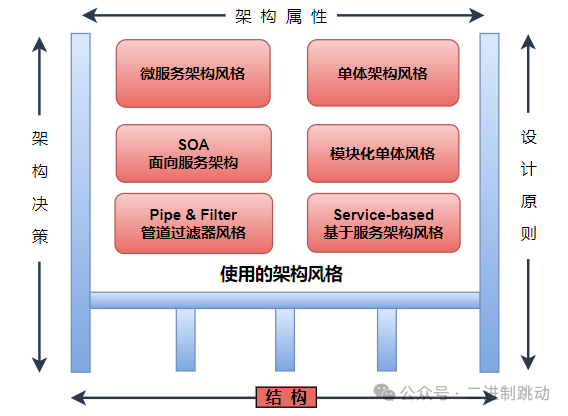 架构属性
微服务架构风格
单体架构风格
架构决策
SOA
面向服务架构
模块化单体风格
设计原则
Pipe & Filter
管道过滤器风格
Service-based
基于服务架构风格
使用的架构风格
结构
公众号 · 二进制跳动